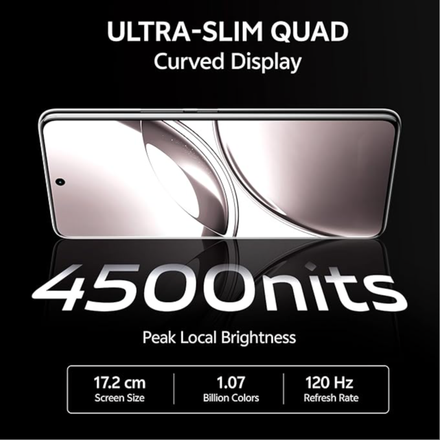 ULTRA-SLIM QUAD
Curved Display
4500nits
Peak Local Brightness
17.2 cm
Screen Size
1.07
Billion Colors
120 Hz
Refresh Rate